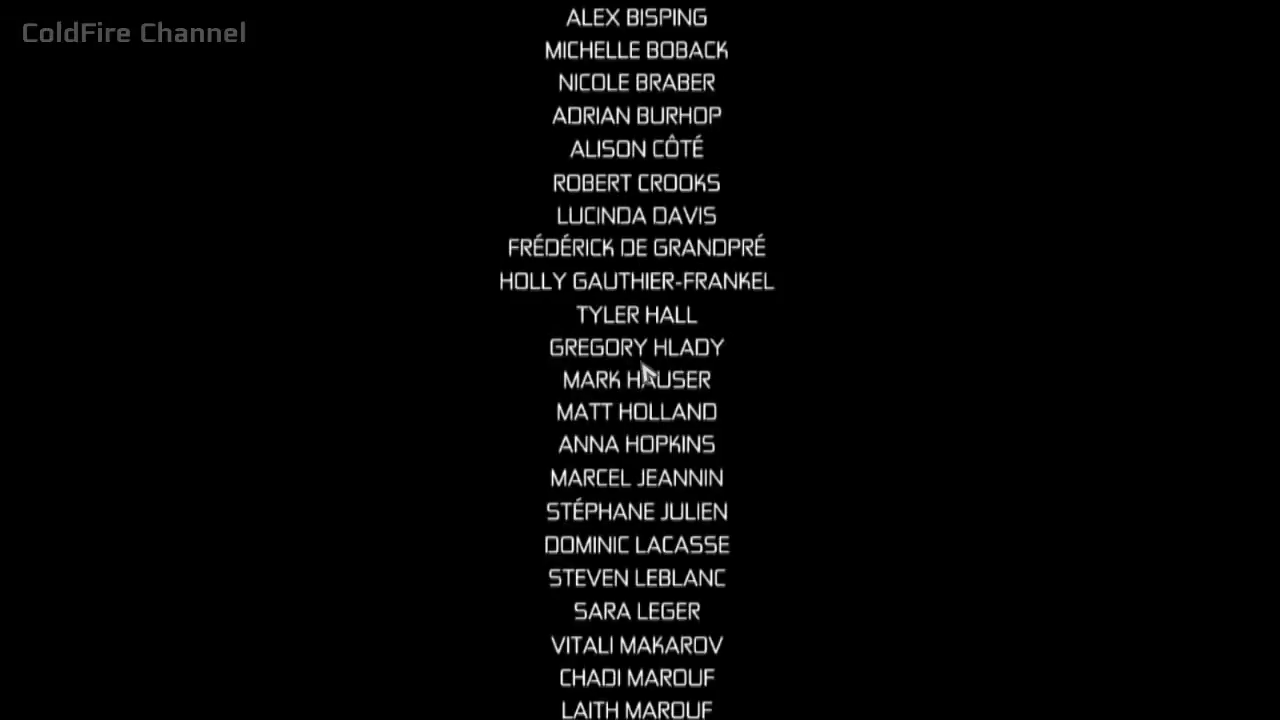 ColdFire Channel
ALEX BISPING
MICHELLE BOBACK
NICOLE BRABER
ADRIAN BURHOP
ALISON CÔTÉ
ROBERT CROOKS
LUCINDA DAVIS
FRÉDÉRICK DE GRANDPRÉ
HOLLY GAUTHIER-FRANKEL
TYLER HALL
GREGORY HLADY
MARK HAUSER
MATT HOLLAND
ANNA HOPKINS
MARCEL JEANNIN
STÉPHANE JULIEN
DOMINIC LACASSE
STEVEN LEBLANC
SARA LEGER
VITALI MAKAROV
CHADI MAROUF
LAITH MAROUF